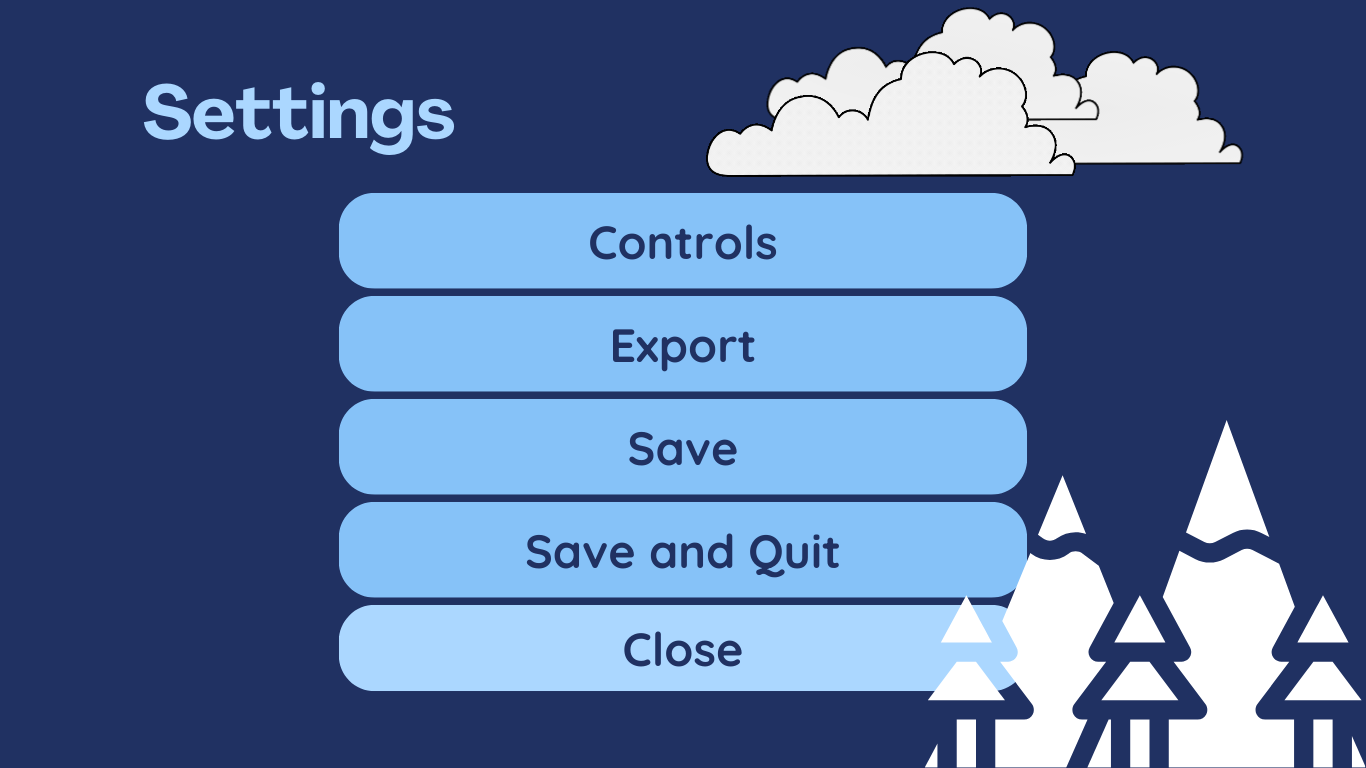 Settings
Controls
Export
Save
Save and Quit
Close